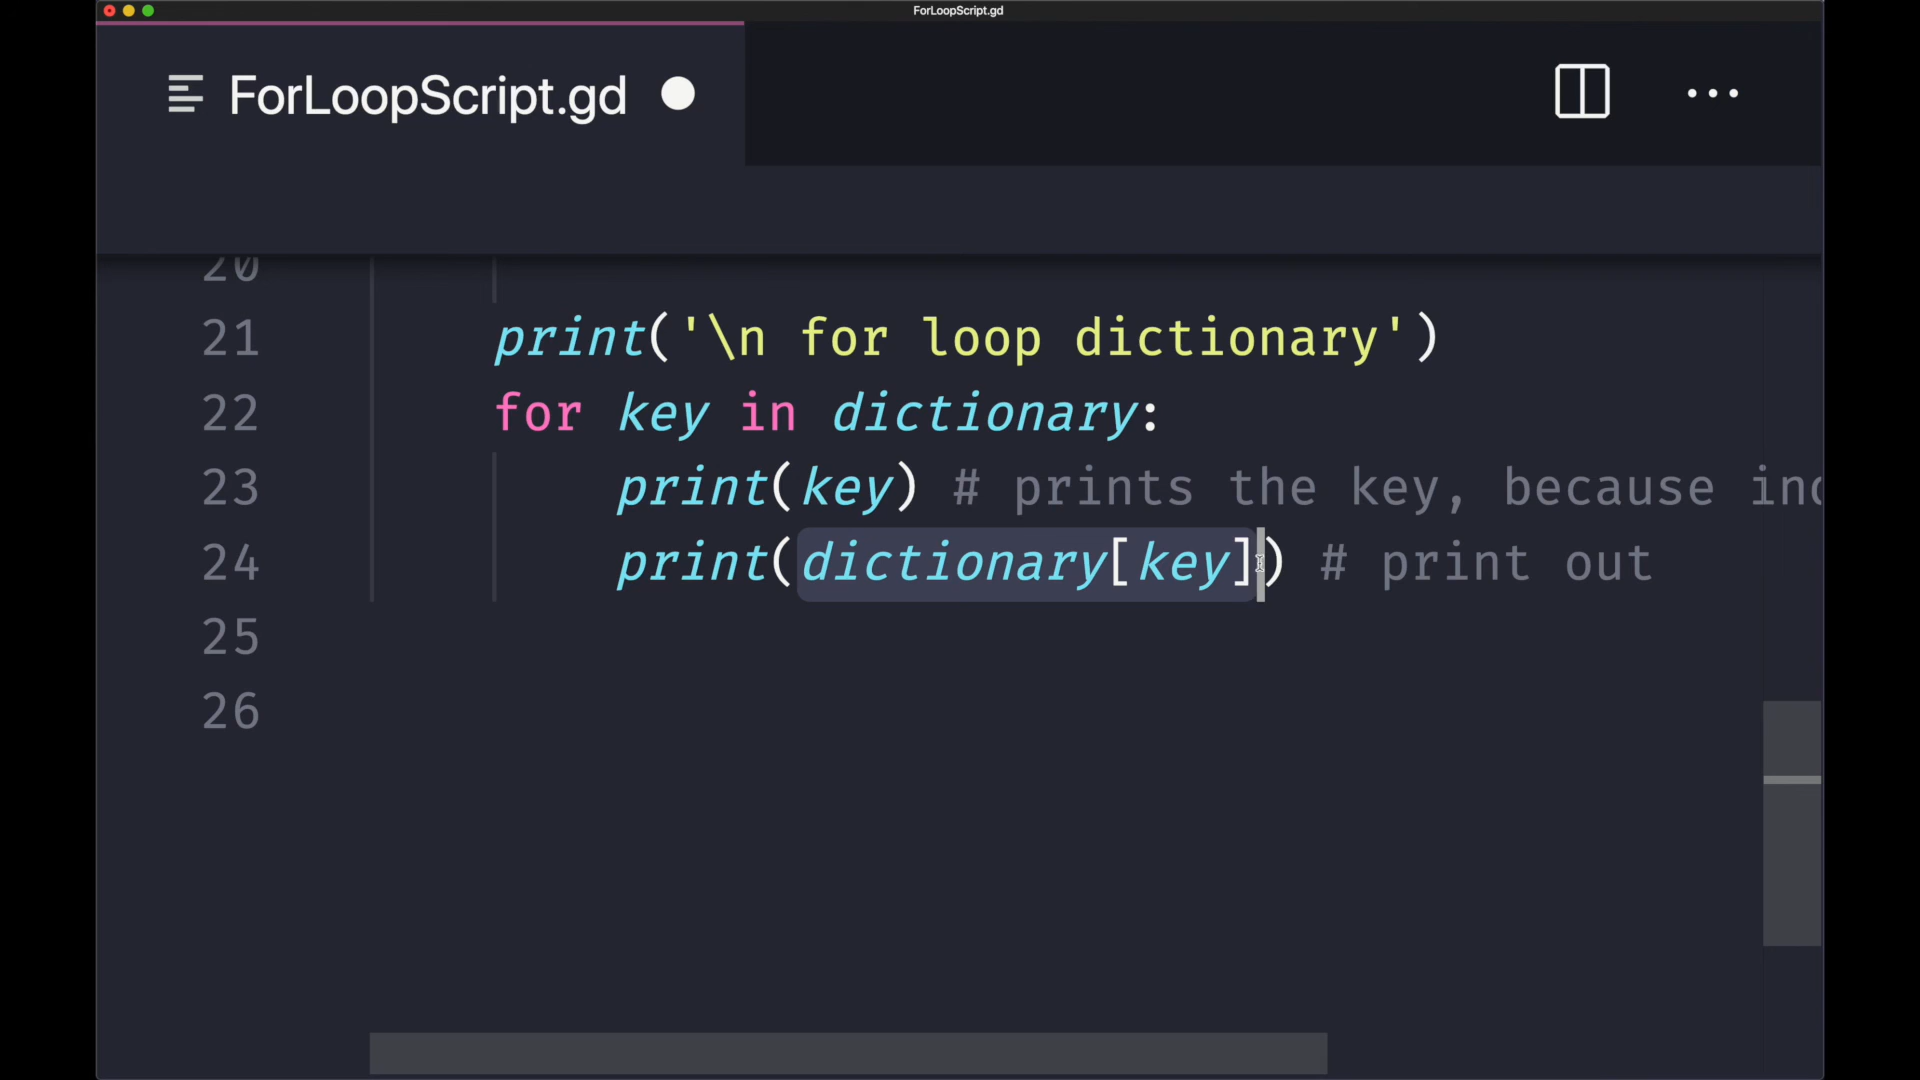 ForLoopScript.gd
ForLoopScript.gd
20
21 print('\n for loop dictionary')
22 for key in dictionary:
23 print(key) # prints the key, because
24 print(dictionary[key]) # print out
25
26